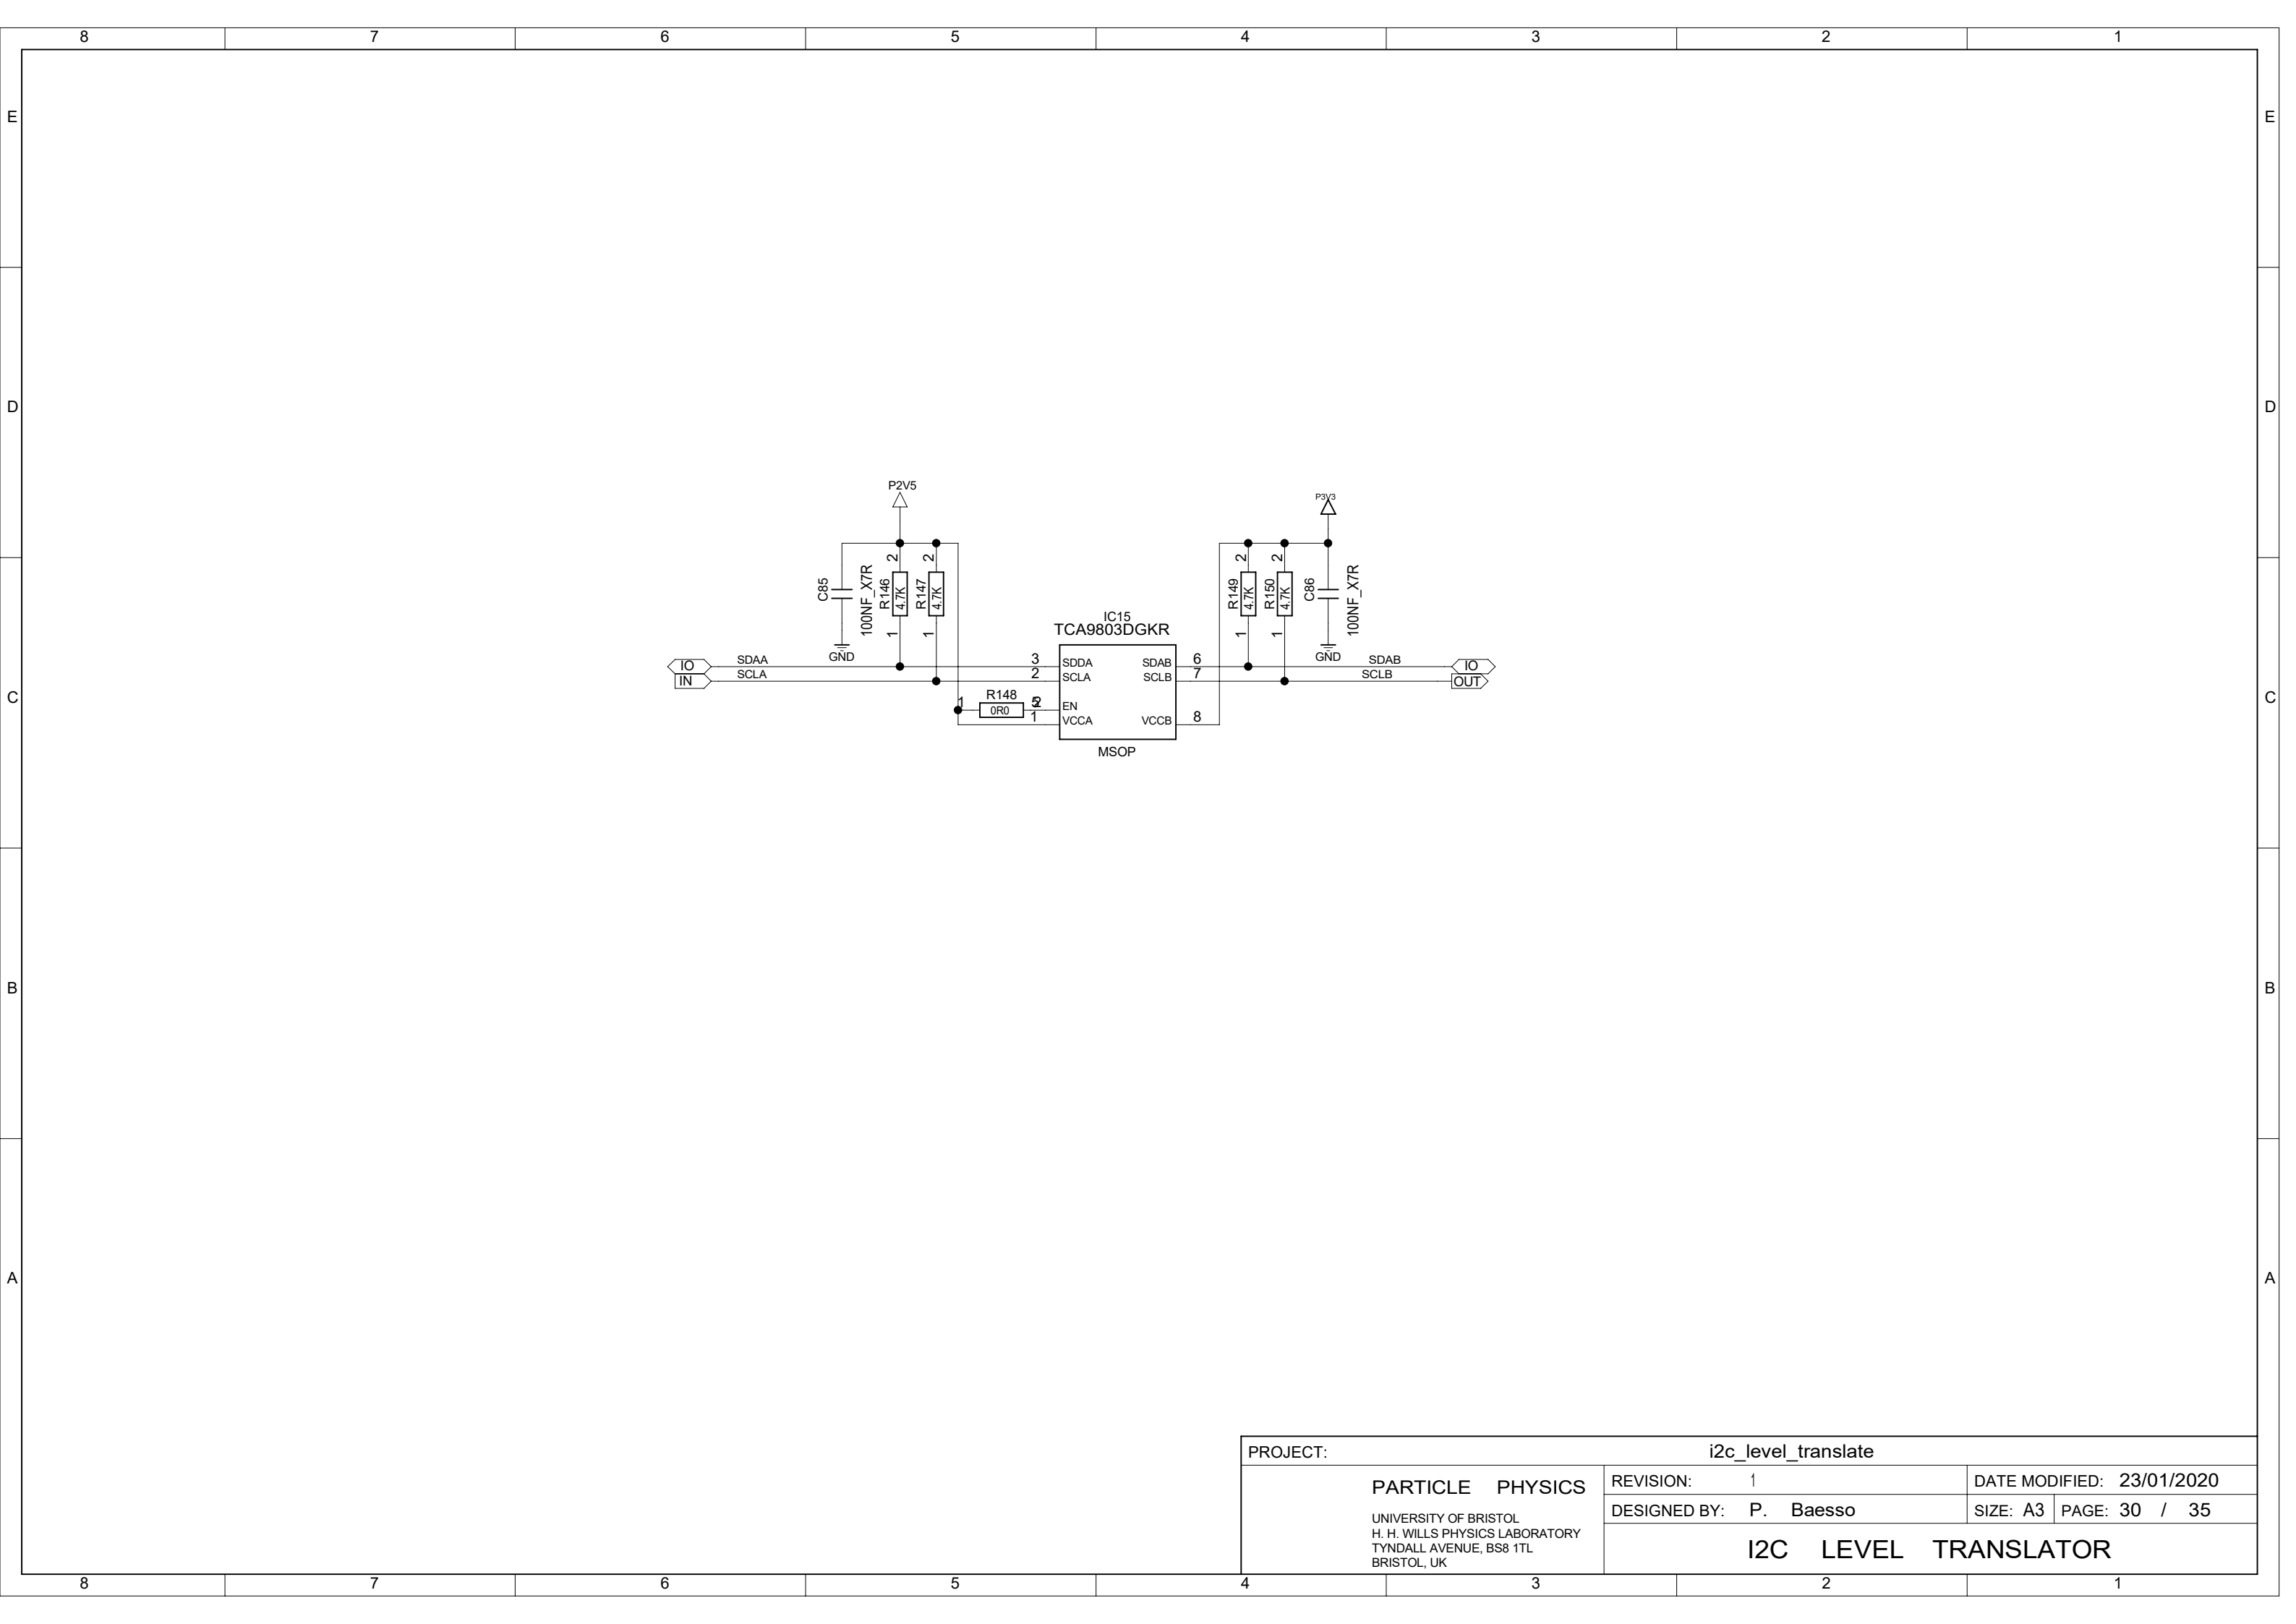 8 7 6 5 4 3 2 1
E E
D D
C C
B B
A A
P2V5
P3V3
2 2
2 2
C85 100NF_X7R R146 4.7K R147 4.7K
R149 4.7K R150 4.7K C86 100NF_X7R
1 1
1 1
GND
GND
IC15
TCA9803DGKR
IO SDAA 3 SDDA SDAB 6 SDAB IO
IN SCLA 2 SCLA SCLB 7 SCLB OUT
R148
1 0R0 2 5 EN
1 VCCA VCCB 8
MSOP
PROJECT: i2c_level_translate
PARTICLE PHYSICS
UNIVERSITY OF BRISTOL
H. H. WILLS PHYSICS LABORATORY
TYNDALL AVENUE, BS8 1TL
BRISTOL, UK
REVISION: 1 DATE MODIFIED: 23/01/2020
DESIGNED BY: P. Baesso SIZE: A3 PAGE: 30 / 35
I2C LEVEL TRANSLATOR
8 7 6 5 4 3 2 1